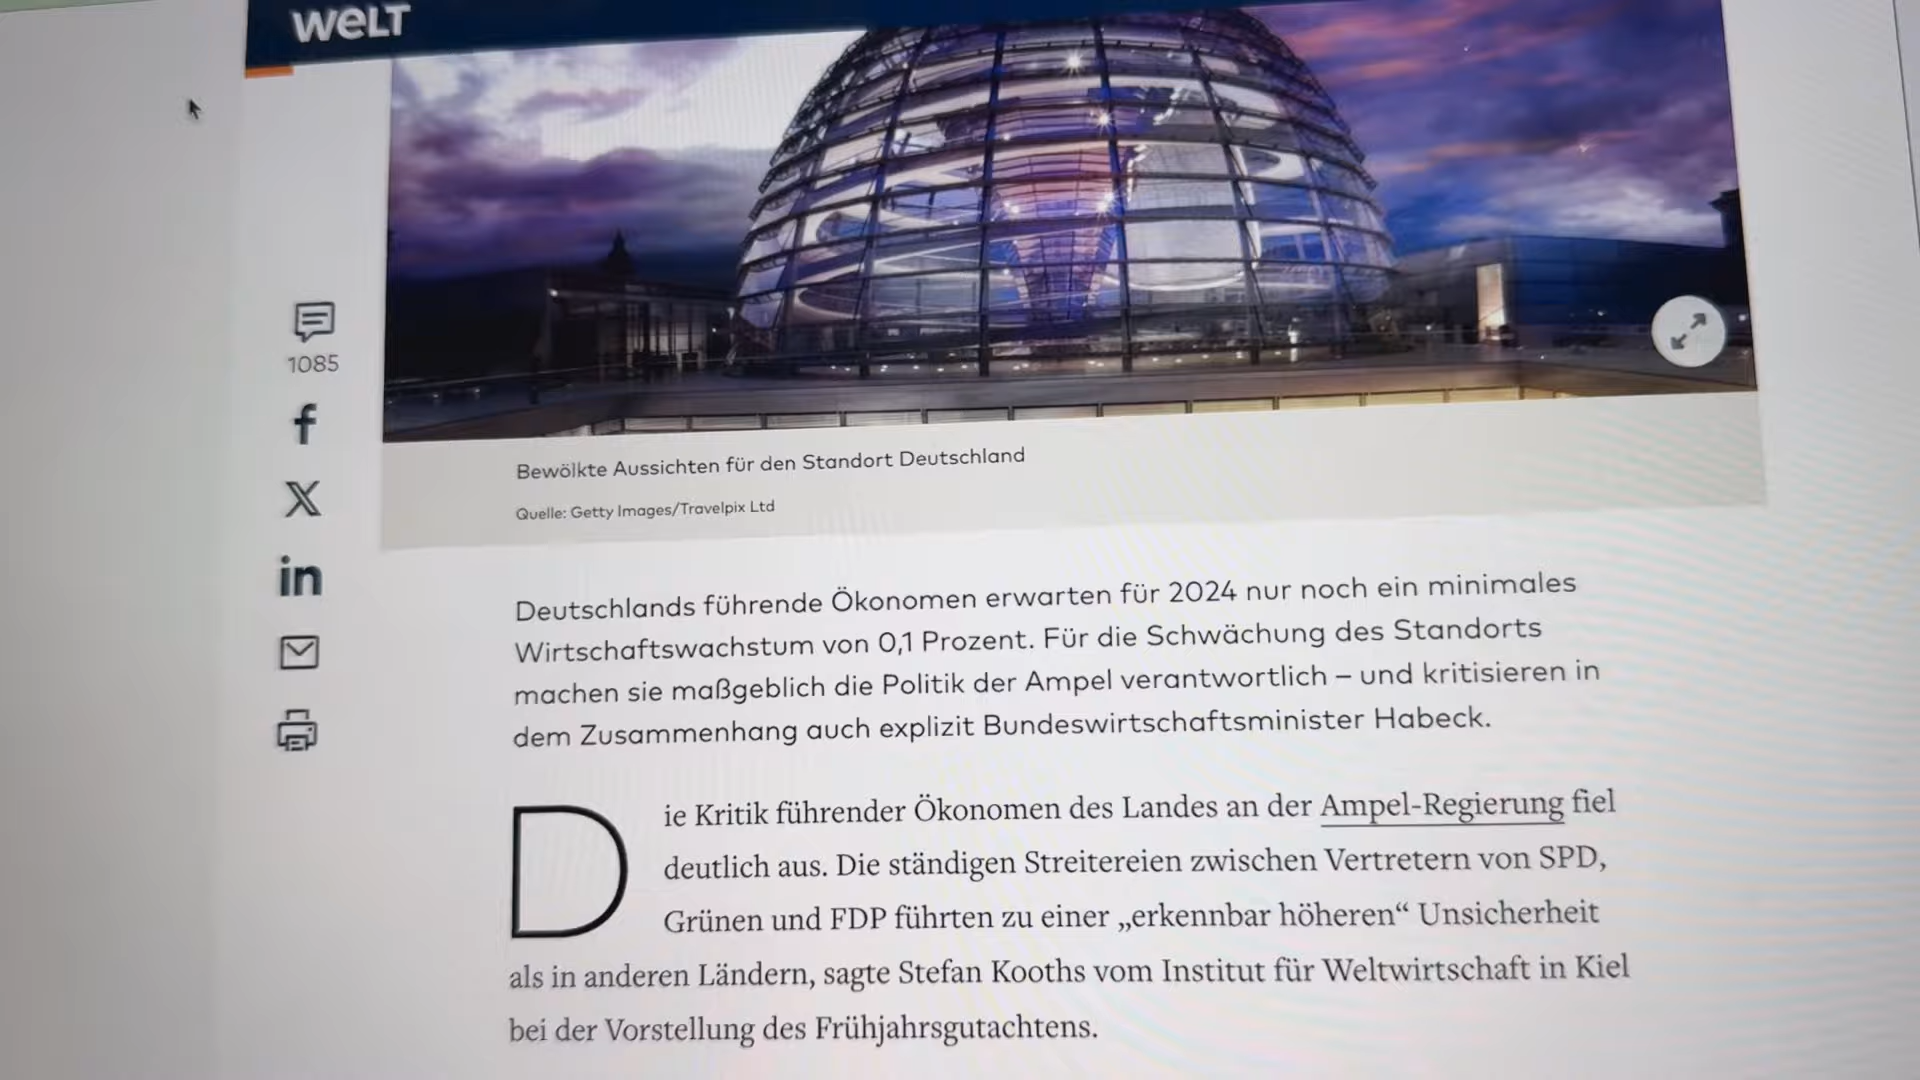 WELT
1085
Bewölkte Aussichten für den Standort Deutschland
Quelle: Getty Images/Travelpix Ltd
Deutschlands führende Ökonomen erwarten für 2024 nur noch ein minimales
Wirtschaftswachstum von 0,1 Prozent. Für die Schwächung des Standorts
machen sie maßgeblich die Politik der Ampel verantwortlich – und kritisieren in
dem Zusammenhang auch explizit Bundeswirtschaftsminister Habeck.
Die Kritik führender Ökonomen des Landes an der Ampel-Regierung fiel
deutlich aus. Die ständigen Streitereien zwischen Vertretern von SPD,
Grünen und FDP führten zu einer „erkennbar höheren“ Unsicherheit
als in anderen Ländern, sagte Stefan Kooths vom Institut für Weltwirtschaft in Kiel
bei der Vorstellung des Frühjahrsgutachtens.